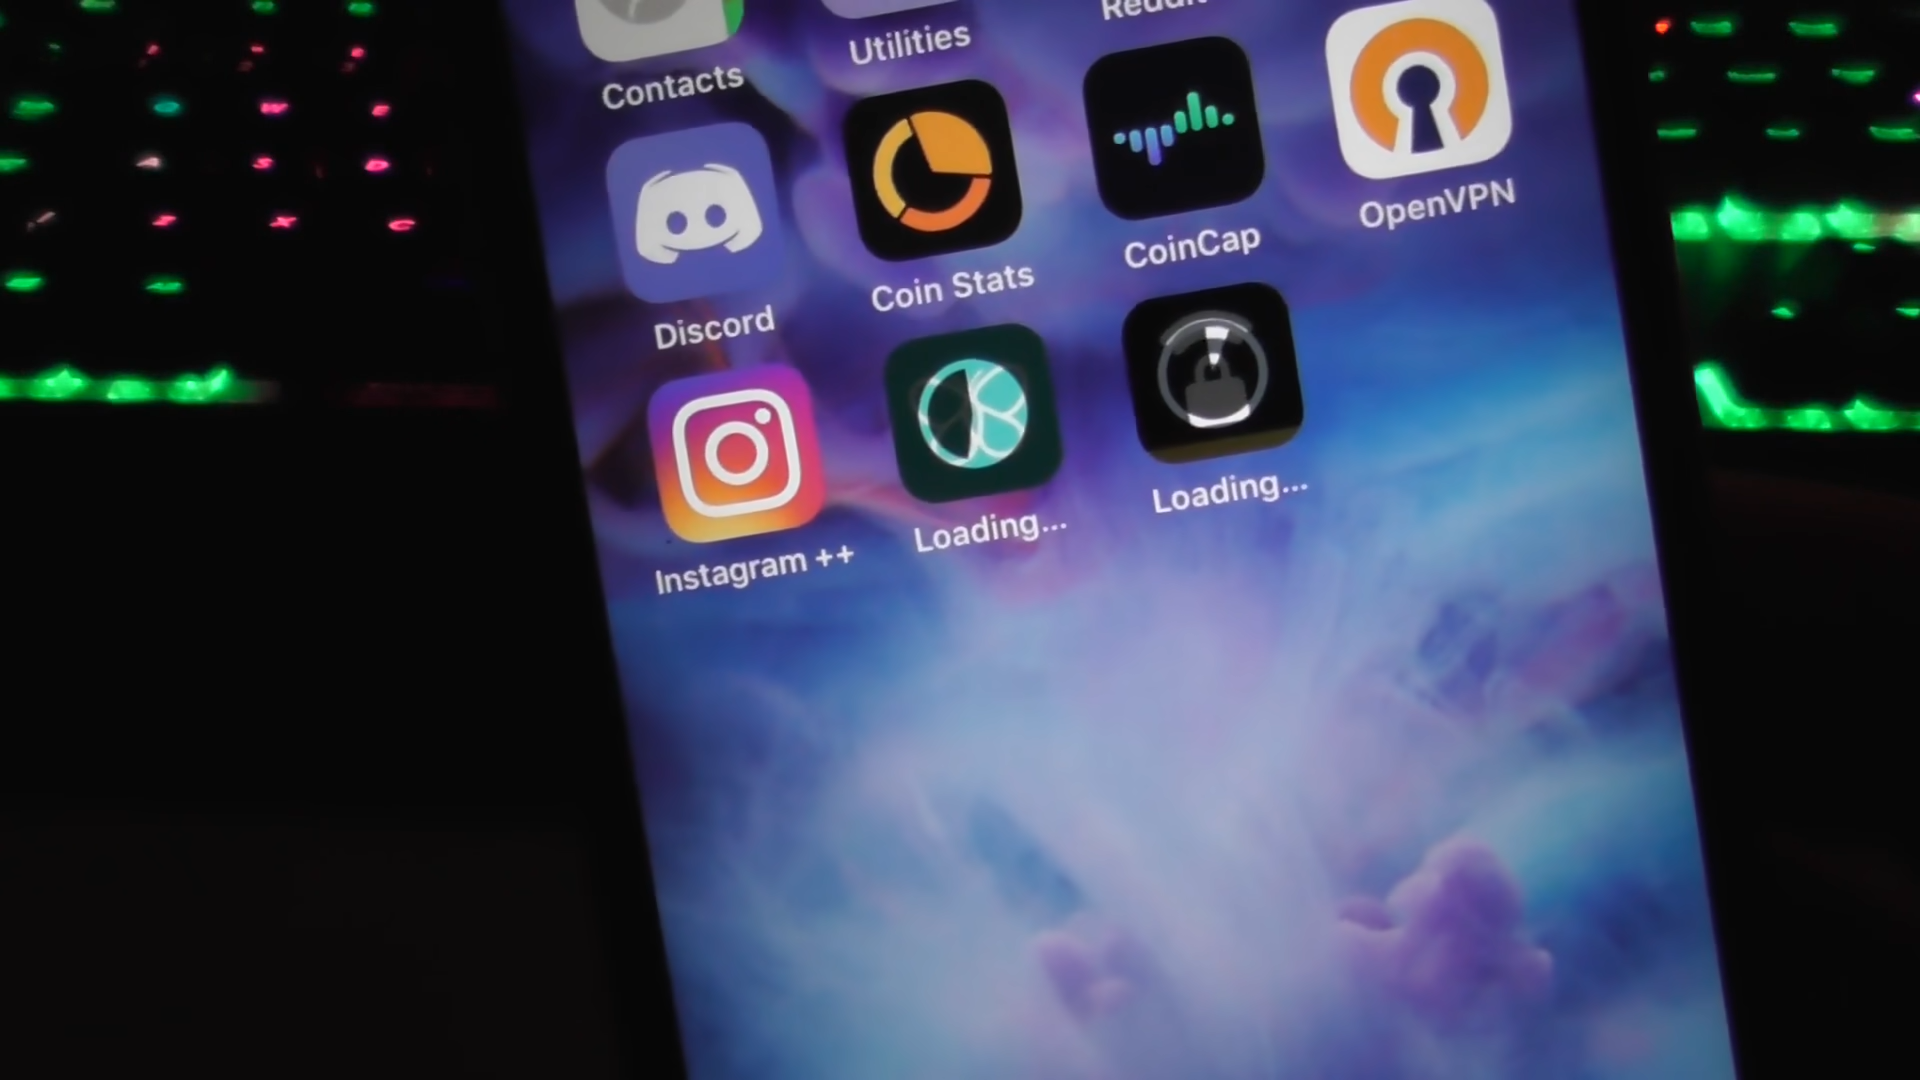 Utilities
Contacts
OpenVPN
CoinCap
Coin Stats
Discord
Loading...
Loading...
Instagram ++